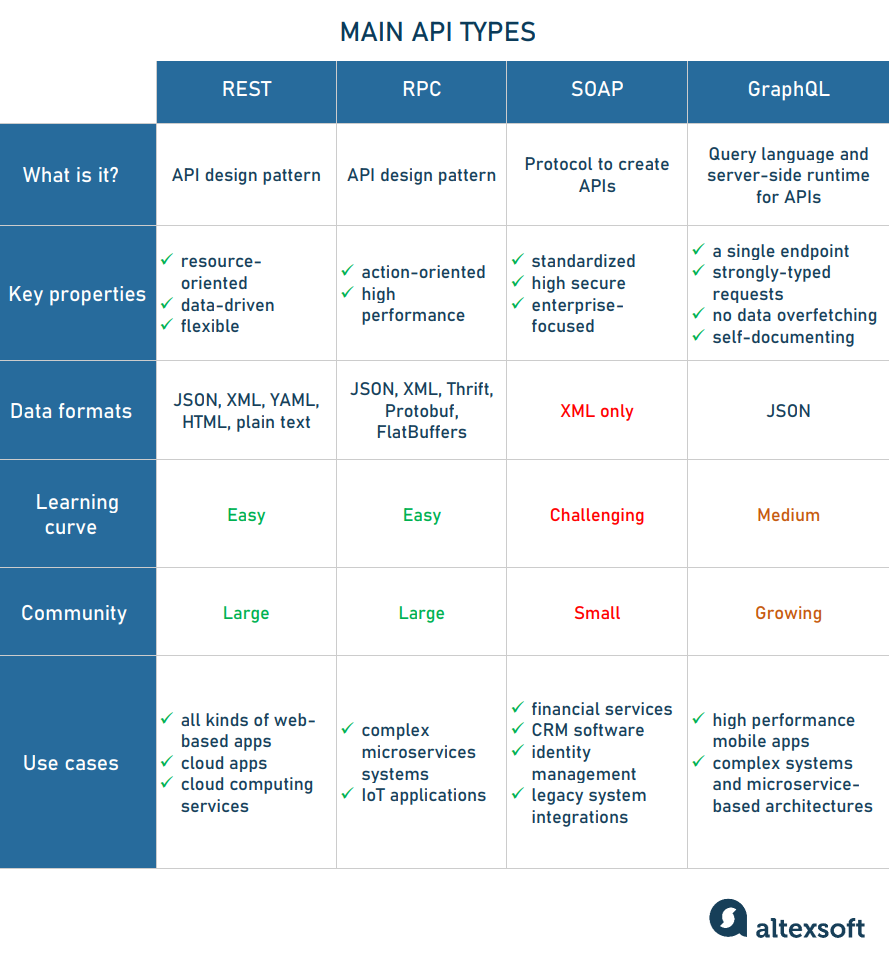 MAIN API TYPES
REST
RPC
SOAP
GraphQL
What is it?
API design pattern
API design pattern
Protocol to create
APIs
Query language and
server-side runtime
for APIs
Key properties
resource-
oriented
data-driven
flexible
action-oriented
high
performance
standardized
high secure
enterprise-
focused
a single endpoint
strongly-typed
requests
no data overfetching
self-documenting
Data formats
JSON, XML, YAML,
HTML, plain text
JSON, XML, Thrift,
Protobuf,
FlatBuffers
XML only
JSON
Learning
curve
Easy
Easy
Challenging
Medium
Community
Large
Large
Small
Growing
Use cases
all kinds of web-
based apps
cloud apps
cloud computing
services
complex
microservices
systems
IoT applications
financial services
CRM software
identity
management
legacy system
integrations
high performance
mobile apps
complex systems
and microservice-
based architectures
altexsoft